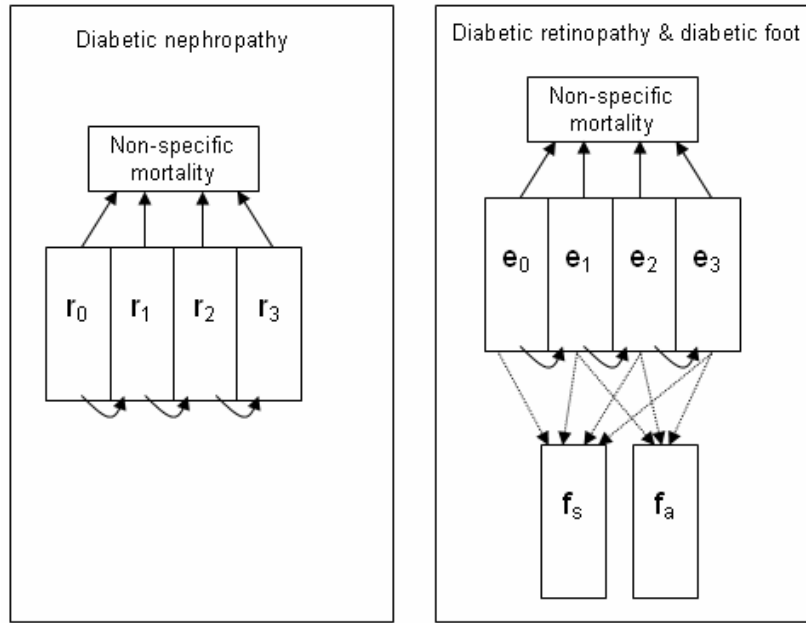 Diabetic nephropathy
Non-specific
mortality
r0 r1 r2 r3
Diabetic retinopathy & diabetic foot
Non-specific
mortality
e0 e1 e2 e3
fs fa